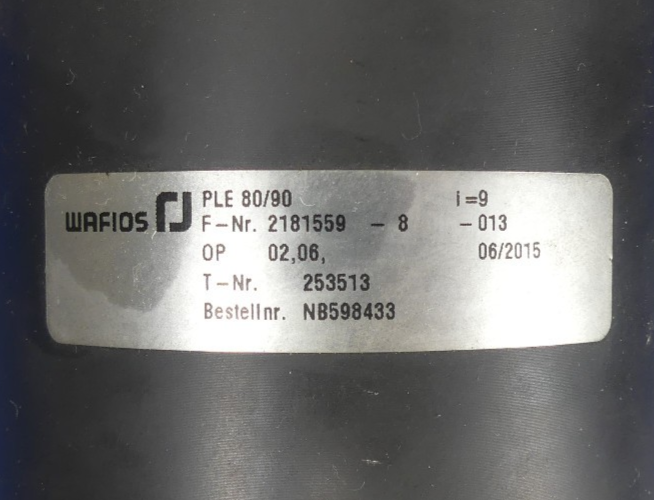 WAFIOS
PLE 80/90 i=9
F-Nr. 2181559 - 8 - 013
OP 02,06, 06/2015
T-Nr. 253513
Bestellnr. NB598433